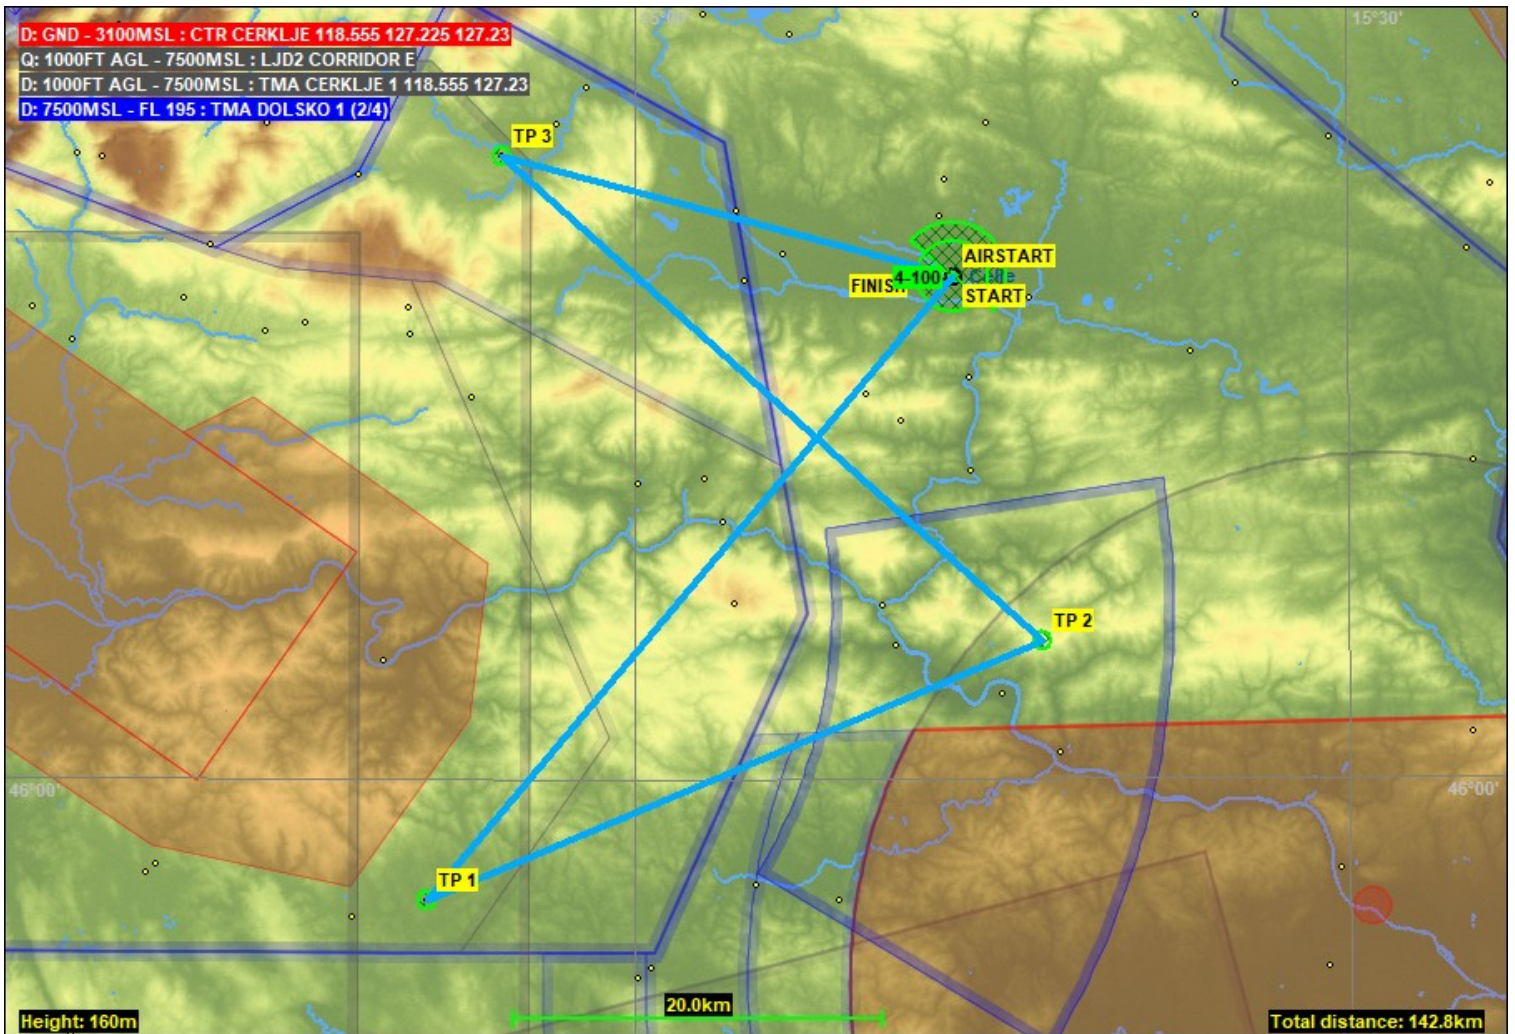 D: GND - 3100MSL : CTR CERKLJE 118.555 127.225 127.23
Q: 1000FT AGL - 7500MSL : LJD2 CORRIDOR E
D: 1000FT AGL - 7500MSL : TMA CERKLJE 1 118.555 127.23
D: 7500MSL - FL 195 : TMA DOLSKO 1 (2/4)
15°30'
TP 3
AIRSTART
4-100
FINISH
START
TP 2
46°00'
46°00'
TP 1
20.0km
Height: 160m
Total distance: 142.8km